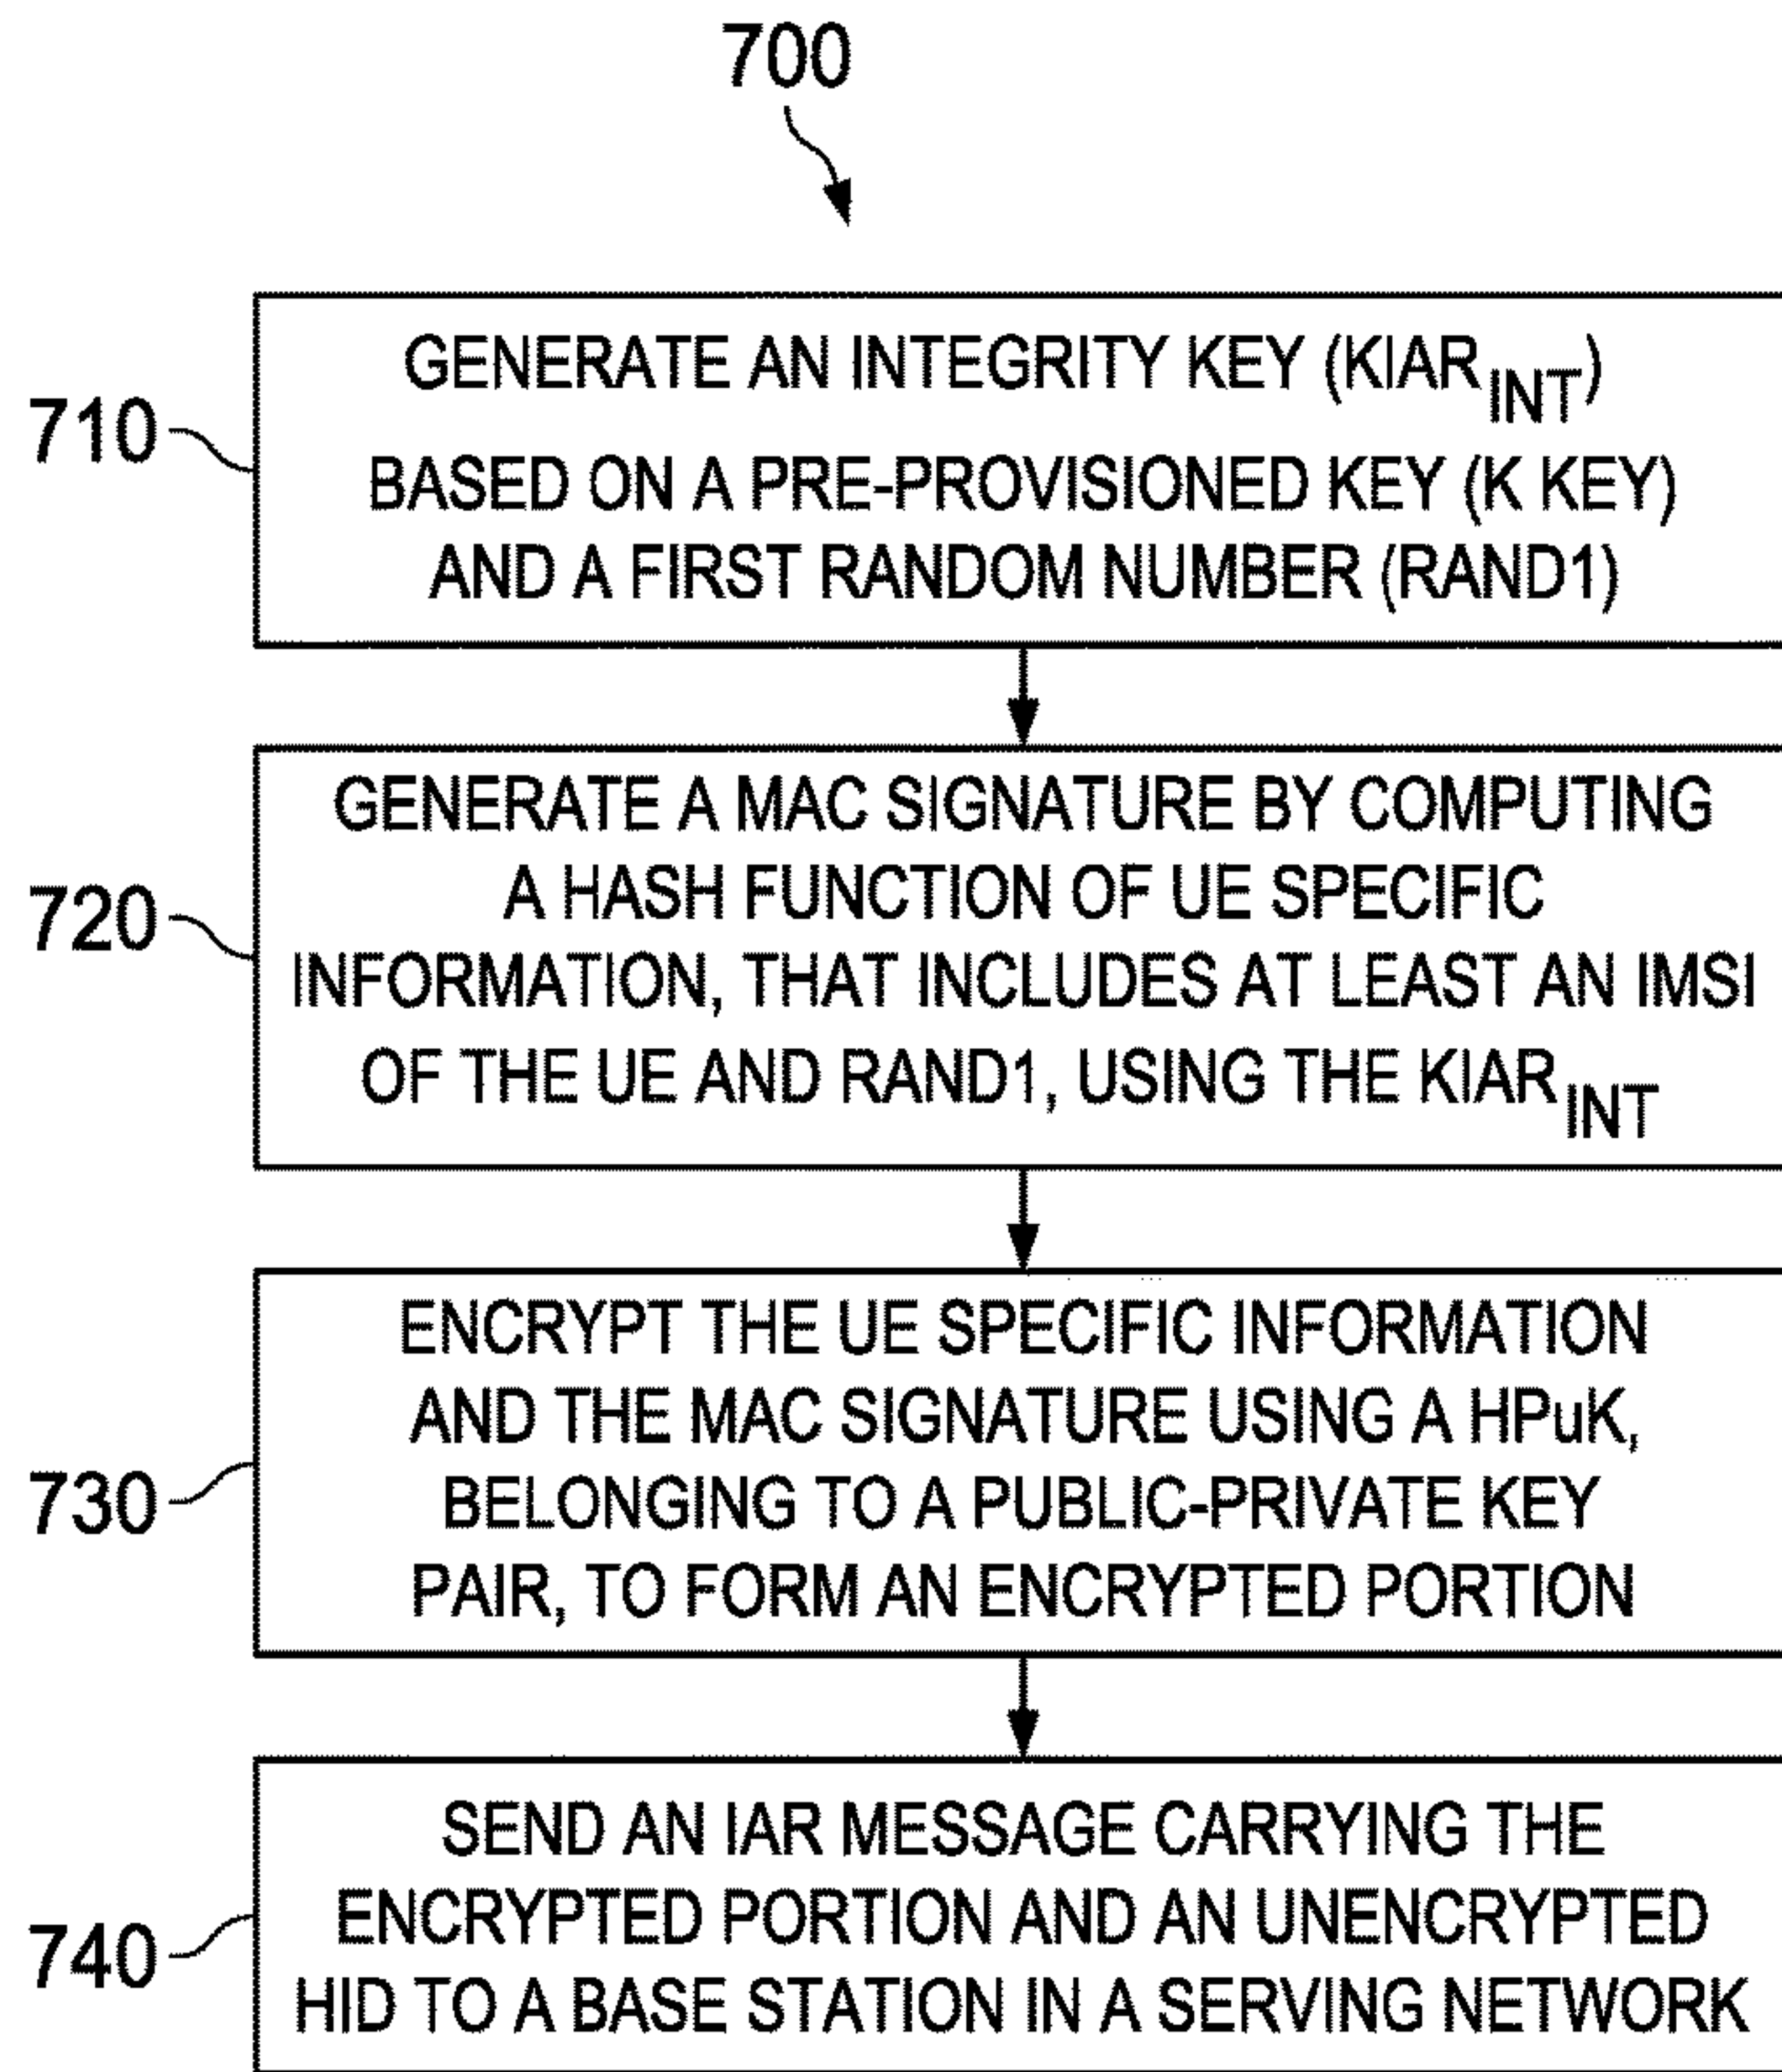 700
710
GENERATE AN INTEGRITY KEY (KIAR INT)
BASED ON A PRE-PROVISIONED KEY (K KEY)
AND A FIRST RANDOM NUMBER (RAND1)
720
GENERATE A MAC SIGNATURE BY COMPUTING
A HASH FUNCTION OF UE SPECIFIC
INFORMATION, THAT INCLUDES AT LEAST AN IMSI
OF THE UE AND RAND1, USING THE KIAR INT
730
ENCRYPT THE UE SPECIFIC INFORMATION
AND THE MAC SIGNATURE USING A HPuK,
BELONGING TO A PUBLIC-PRIVATE KEY
PAIR, TO FORM AN ENCRYPTED PORTION
740
SEND AN IAR MESSAGE CARRYING THE
ENCRYPTED PORTION AND AN UNENCRYPTED
HID TO A BASE STATION IN A SERVING NETWORK